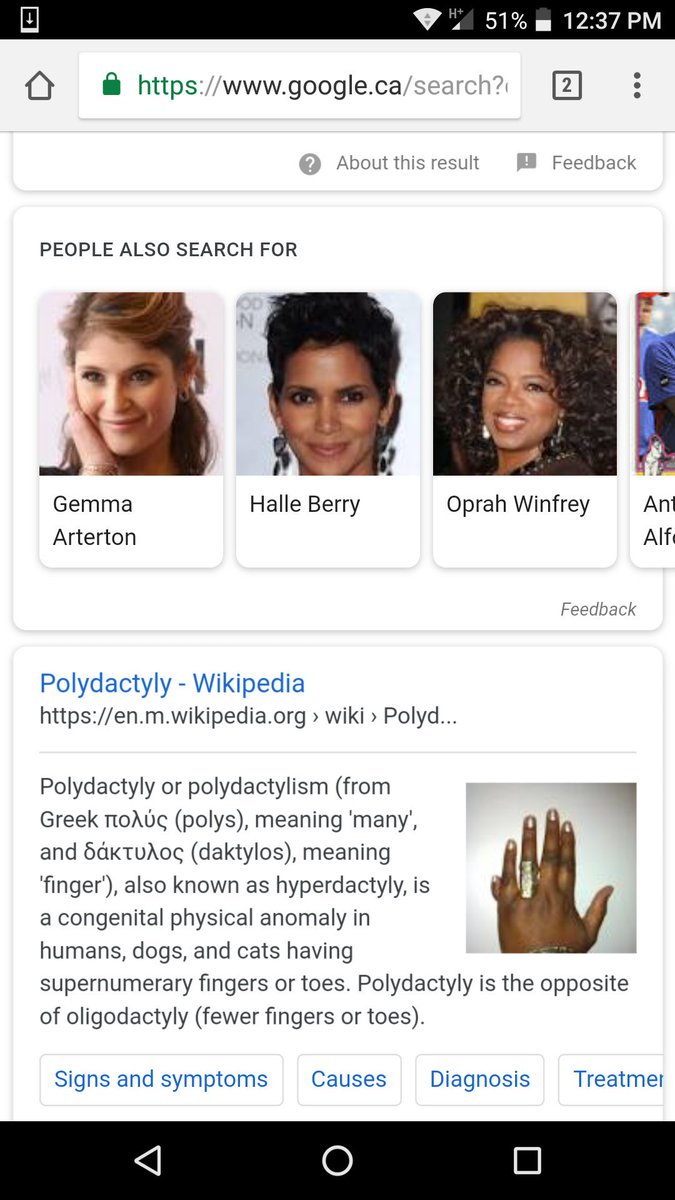 H+ 51% 12:37 PM
https://www.google.ca/search?
2
About this result Feedback
PEOPLE ALSO SEARCH FOR
Gemma
Arterton
Halle Berry
Oprah Winfrey
Ant
Alf
Feedback
Polydactyly - Wikipedia
https://en.m.wikipedia.org › wiki › Polyd...
Polydactyly or polydactylism (from
Greek πολύς (polys), meaning 'many',
and δάκτυλος (daktylos), meaning
'finger'), also known as hyperdactyly, is
a congenital physical anomaly in
humans, dogs, and cats having
supernumerary fingers or toes. Polydactyly is the opposite
of oligodactyly (fewer fingers or toes).
Signs and symptoms Causes Diagnosis Treatmen